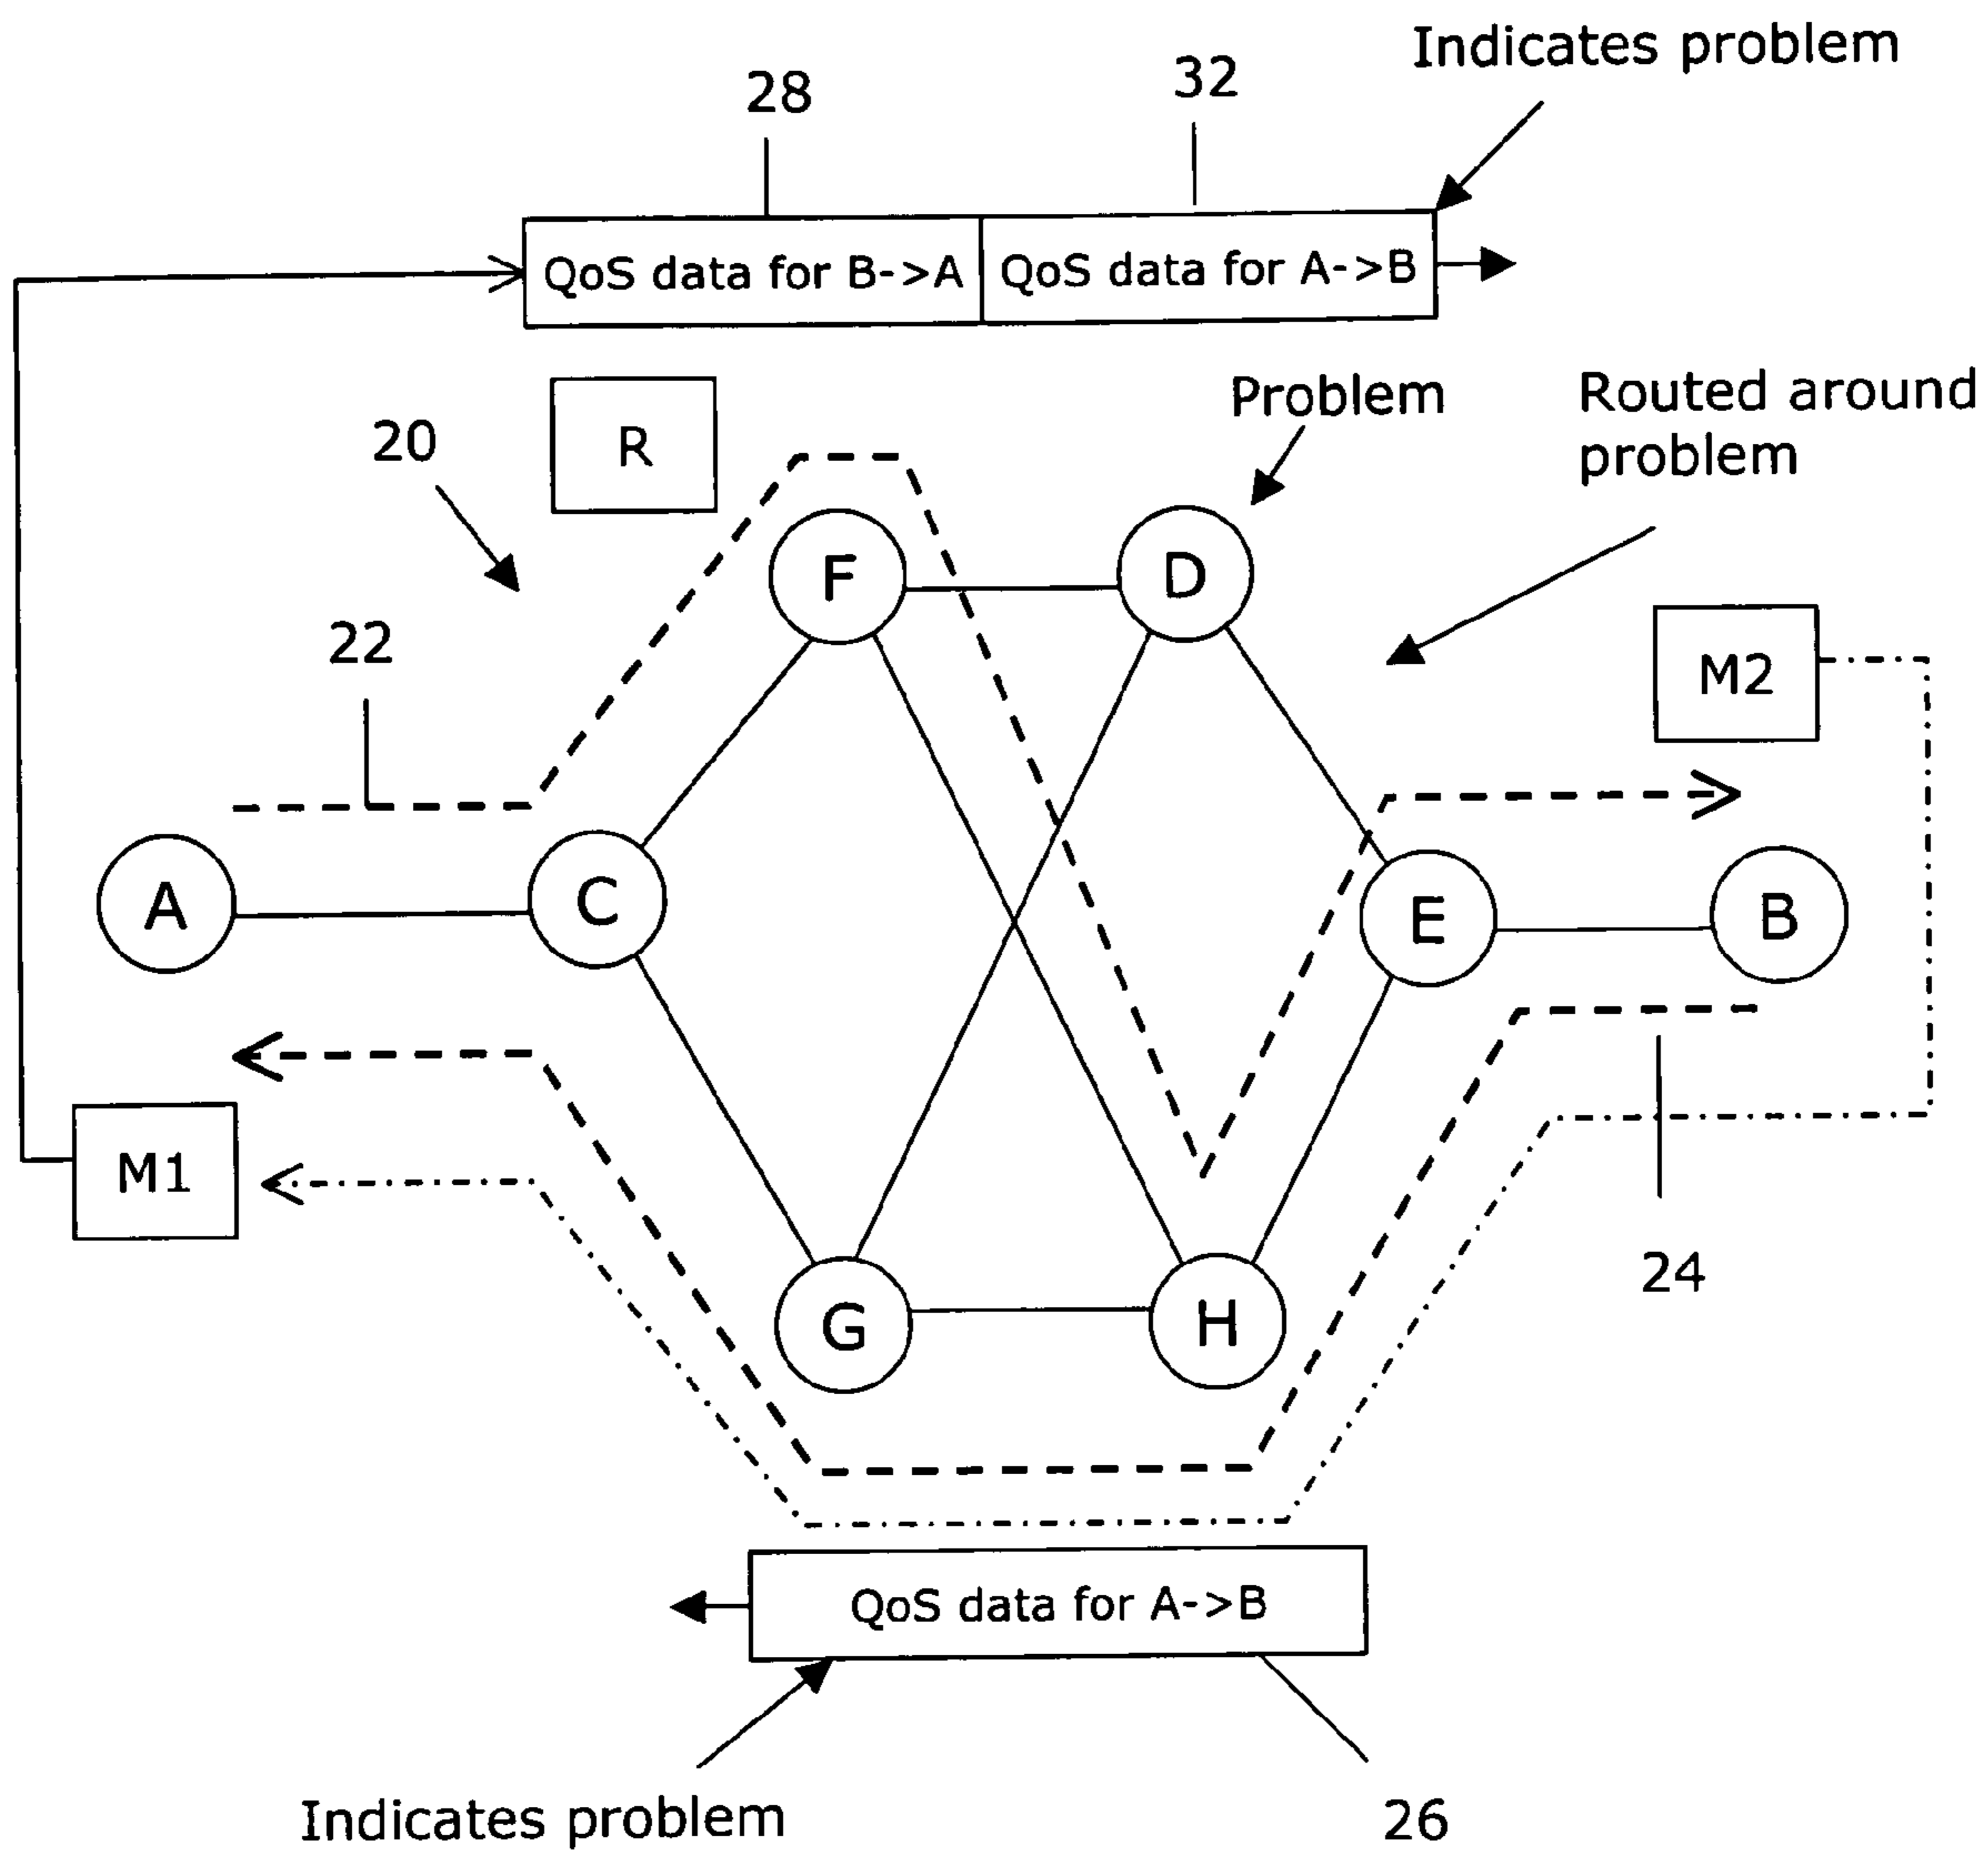 Indicates problem
28
32
QoS data for B->A
QoS data for A->B
R
Problem
Routed around
problem
20
F
D
22
M2
A
C
E
B
M1
24
G
H
QoS data for A->B
Indicates problem
26